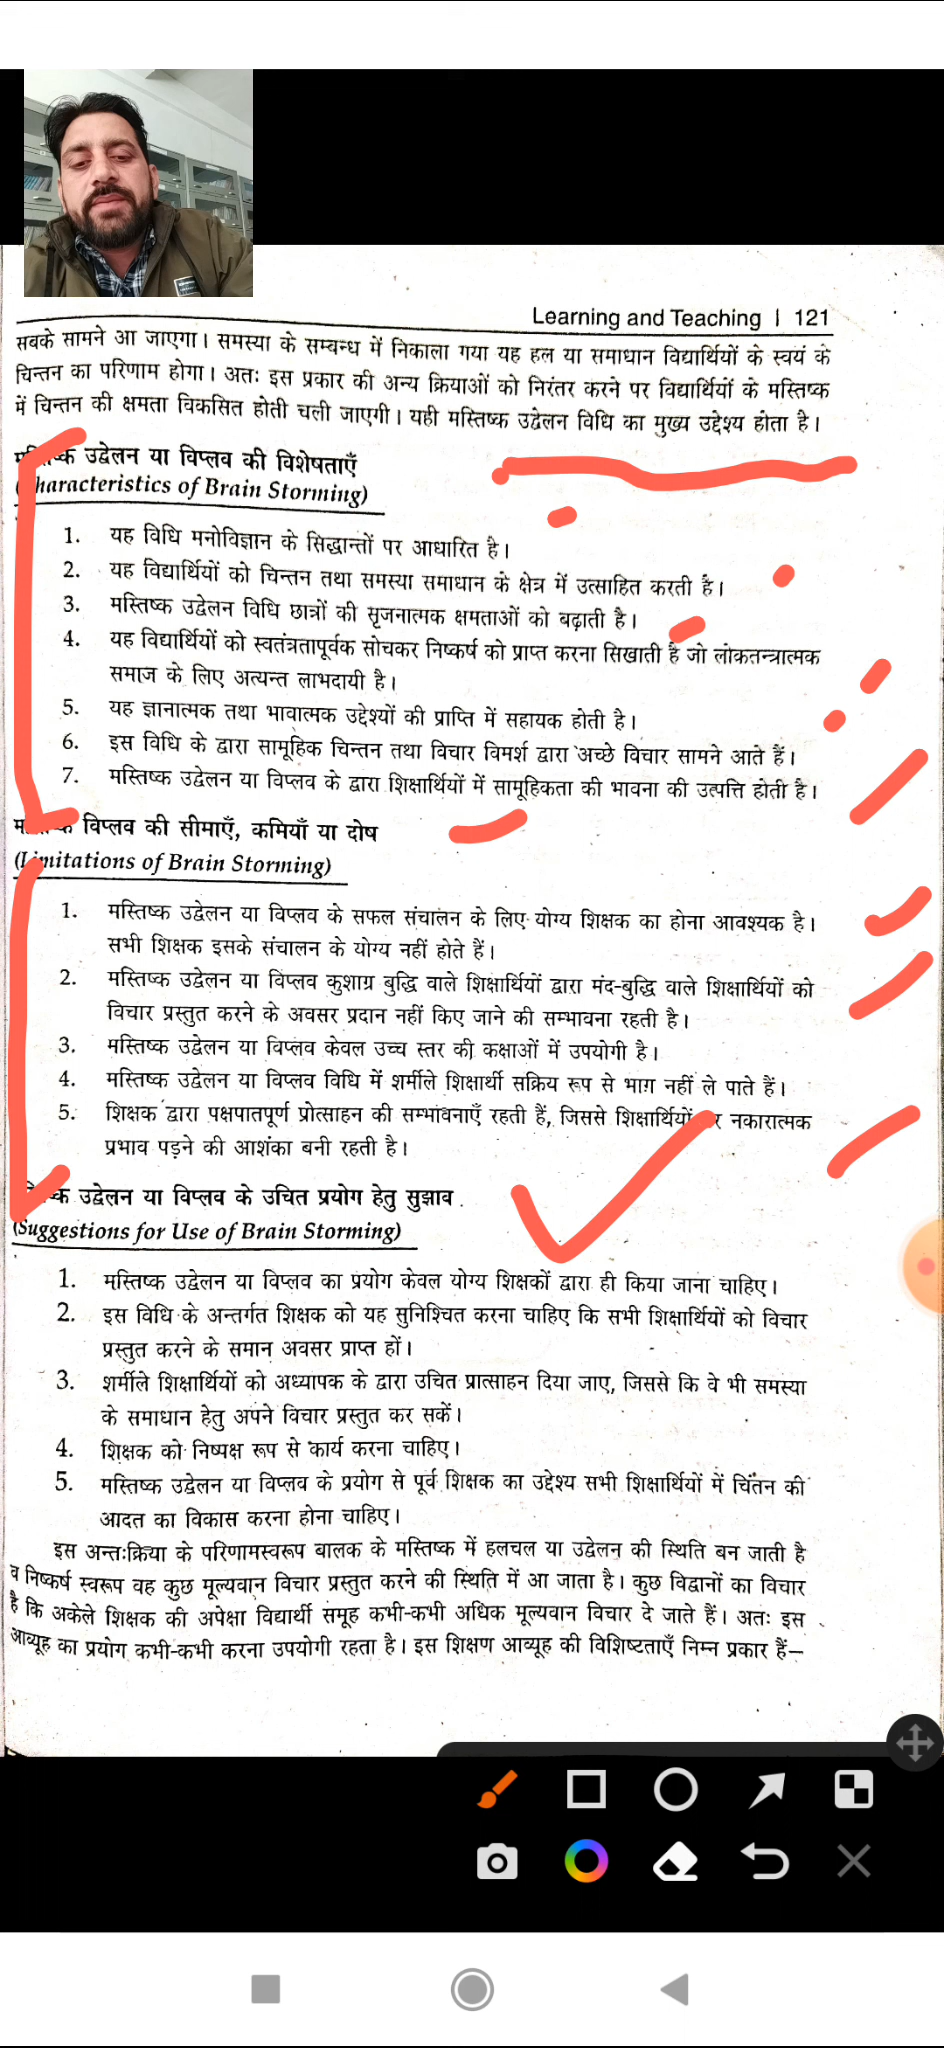 Learning and Teaching | 121
सबके सामने आ जाएगा। समस्या के सम्बन्ध में निकाला गया यह हल या समाधान विद्यार्थियों के स्वयं के
चिन्तन का परिणाम होगा। अतः इस प्रकार की अन्य क्रियाओं को निरंतर करने पर विद्यार्थियों के मस्तिष्क
में चिन्तन की क्षमता विकसित होती चली जाएगी। यही मस्तिष्क उद्वेलन विधि का मुख्य उद्देश्य होता है।
उद्वेलन या विप्लव की विशेषताएँ
(Characteristics of Brain Storming)
1. यह विधि मनोविज्ञान के सिद्धान्तों पर आधारित है।
2. यह विद्यार्थियों को चिन्तन तथा समस्या समाधान के क्षेत्र में उत्साहित करती है।
3. मस्तिष्क उद्वेलन विधि छात्रों की सृजनात्मक क्षमताओं को बढ़ाती है।
4. यह विद्यार्थियों को स्वतंत्रतापूर्वक सोचकर निष्कर्ष को प्राप्त करना सिखाती है जो लोकतन्त्रात्मक
समाज के लिए अत्यन्त लाभदायी है।
5. यह ज्ञानात्मक तथा भावात्मक उद्देश्यों की प्राप्ति में सहायक होती है।
6. इस विधि के द्वारा सामूहिक चिन्तन तथा विचार विमर्श द्वारा अच्छे विचार सामने आते हैं।
7. मस्तिष्क उद्वेलन या विप्लव के द्वारा शिक्षार्थियों में सामूहिकता की भावना की उत्पत्ति होती है।
विप्लव की सीमाएँ, कमियाँ या दोष
(Limitations of Brain Storming)
1. मस्तिष्क उद्वेलन या विप्लव के सफल संचालन के लिए योग्य शिक्षक का होना आवश्यक है।
सभी शिक्षक इसके संचालन के योग्य नहीं होते हैं।
2. मस्तिष्क उद्वेलन या विप्लव कुशाग्र बुद्धि वाले शिक्षार्थियों द्वारा मंद-बुद्धि वाले शिक्षार्थियों को
विचार प्रस्तुत करने के अवसर प्रदान नहीं किए जाने की सम्भावना रहती है।
3. मस्तिष्क उद्वेलन या विप्लव केवल उच्च स्तर की कक्षाओं में उपयोगी है।
4. मस्तिष्क उद्वेलन या विप्लव विधि में शर्मीले शिक्षार्थी सक्रिय रूप से भाग नहीं ले पाते हैं।
5. शिक्षक द्वारा पक्षपातपूर्ण प्रोत्साहन की सम्भावनाएँ रहती हैं, जिससे शिक्षार्थियों नकारात्मक
प्रभाव पड़ने की आशंका बनी रहती है।
उद्वेलन या विप्लव के उचित प्रयोग हेतु सुझाव
(Suggestions for Use of Brain Storming)
1. मस्तिष्क उद्वेलन या विप्लव का प्रयोग केवल योग्य शिक्षकों द्वारा ही किया जाना चाहिए।
2. इस विधि के अन्तर्गत शिक्षक को यह सुनिश्चित करना चाहिए कि सभी शिक्षार्थियों को विचार
प्रस्तुत करने के समान अवसर प्राप्त हों।
3. शर्मीले शिक्षार्थियों को अध्यापक के द्वारा उचित प्रात्साहन दिया जाए, जिससे कि वे भी समस्या
के समाधान हेतु अपने विचार प्रस्तुत कर सकें।
4. शिक्षक को निष्पक्ष रूप से कार्य करना चाहिए।
5. मस्तिष्क उद्वेलन या विप्लव के प्रयोग से पूर्व शिक्षक का उद्देश्य सभी शिक्षार्थियों में चिंतन की
आदत का विकास करना होना चाहिए।
इस अन्तःक्रिया के परिणामस्वरूप बालक के मस्तिष्क में हलचल या उद्वेलन की स्थिति बन जाती है
व निष्कर्ष स्वरूप वह कुछ मूल्यवान विचार प्रस्तुत करने की स्थिति में आ जाता है। कुछ विद्वानों का विचार
है कि अकेले शिक्षक की अपेक्षा विद्यार्थी समूह कभी-कभी अधिक मूल्यवान विचार दे जाते हैं। अतः इस
आव्यूह का प्रयोग कभी-कभी करना उपयोगी रहता है। इस शिक्षण आव्यूह की विशिष्टताएँ निम्न प्रकार हैं–